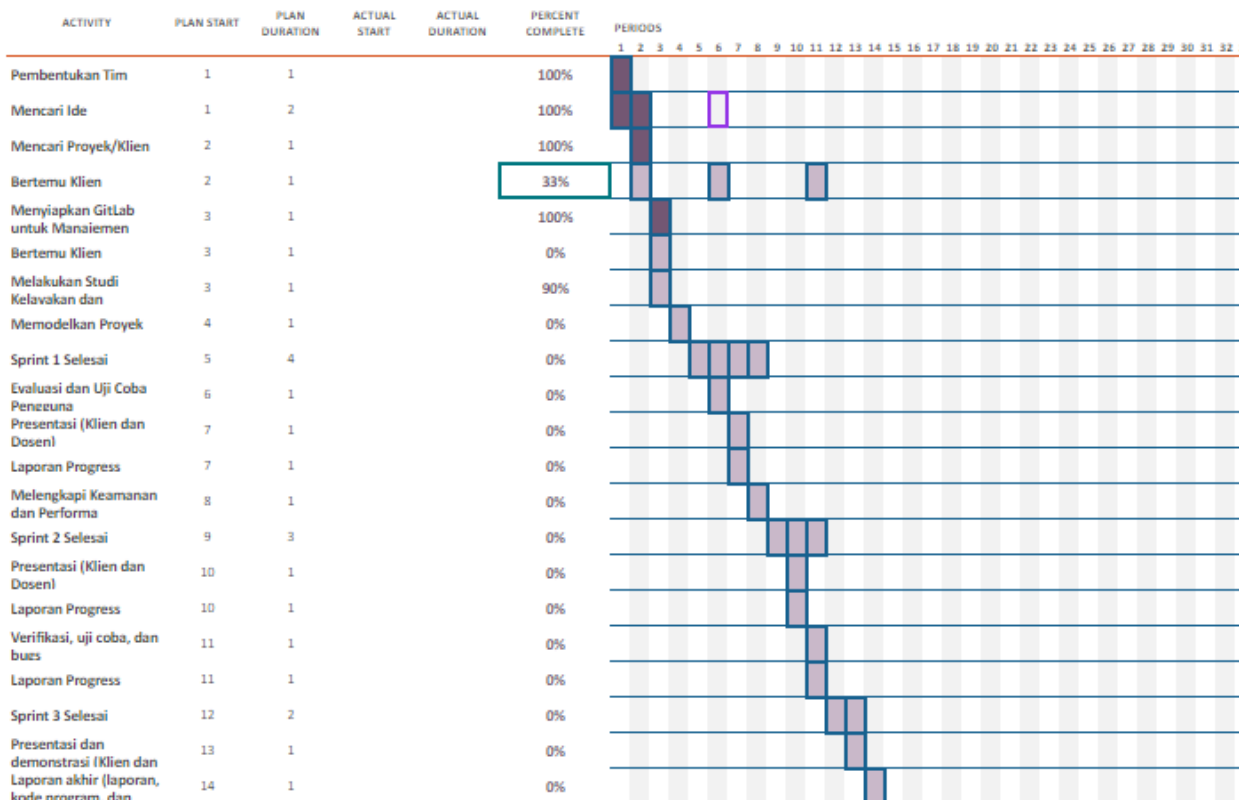 ACTIVITY PLAN START PLAN DURATION ACTUAL START ACTUAL DURATION PERCENT COMPLETE PERIODS
1 2 3 4 5 6 7 8 9 10 11 12 13 14 15 16 17 18 19 20 21 22 23 24 25 26 27 28 29 30 31 32
Pembentukan Tim 1 1 100%
Mencari Ide 1 2 100%
Mencari Proyek/Klien 2 1 100%
Bertemu Klien 2 1 33%
Menyiapkan GitLab
untuk Manajemen 3 1 100%
Bertemu Klien 3 1 0%
Melakukan Studi
Kelayakan dan 3 1 90%
Memodelkan Proyek 4 1 0%
Sprint 1 Selesai 5 4 0%
Evaluasi dan Uji Coba
Pengguna 6 1 0%
Presentasi (Klien dan
Dosen) 7 1 0%
Laporan Progress 7 1 0%
Melengkapi Keamanan
dan Performa 8 1 0%
Sprint 2 Selesai 9 3 0%
Presentasi (Klien dan
Dosen) 10 1 0%
Laporan Progress 10 1 0%
Verifikasi, uji coba, dan
bugs 11 1 0%
Laporan Progress 11 1 0%
Sprint 3 Selesai 12 2 0%
Presentasi dan
demonstrasi (Klien dan 13 1 0%
Laporan akhir (laporan,
kode program, dan 14 1 0%